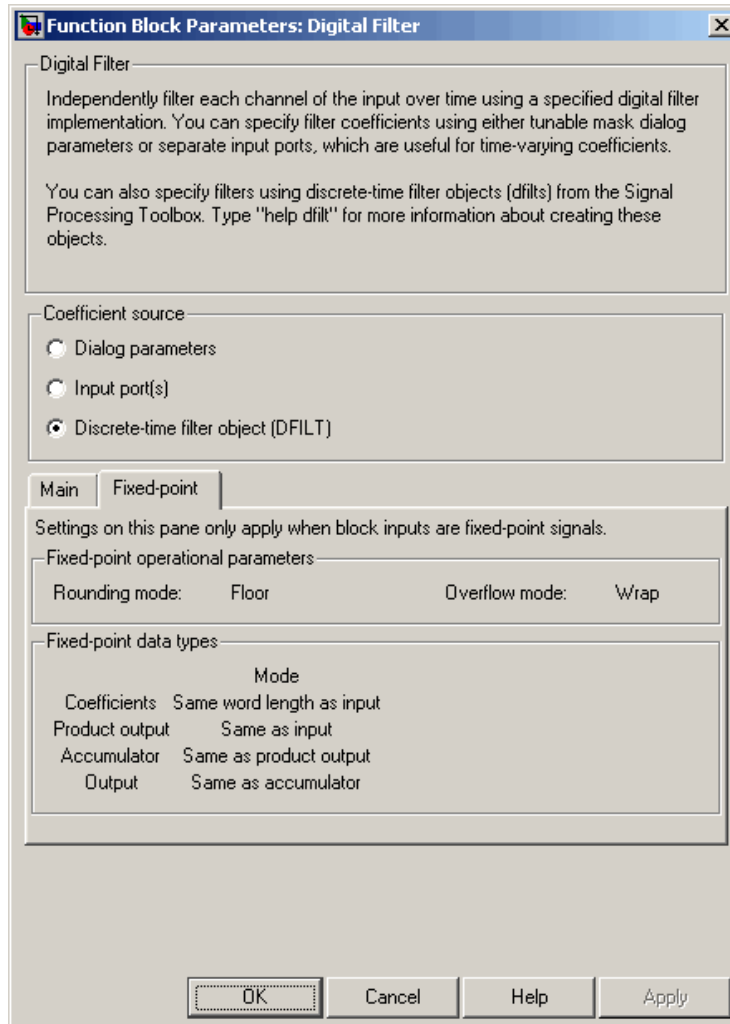 Function Block Parameters: Digital Filter
Digital Filter
Independently filter each channel of the input over time using a specified digital filter
implementation. You can specify filter coefficients using either tunable mask dialog
parameters or separate input ports, which are useful for time-varying coefficients.
You can also specify filters using discrete-time filter objects (dfilts) from the Signal
Processing Toolbox. Type "help dfilt" for more information about creating these
objects.
Coefficient source
Dialog parameters
Input port(s)
Discrete-time filter object (DFILT)
Main Fixed-point
Settings on this pane only apply when block inputs are fixed-point signals.
Fixed-point operational parameters
Rounding mode: Floor Overflow mode: Wrap
Fixed-point data types
Mode
Coefficients Same word length as input
Product output Same as input
Accumulator Same as product output
Output Same as accumulator
OK Cancel Help Apply